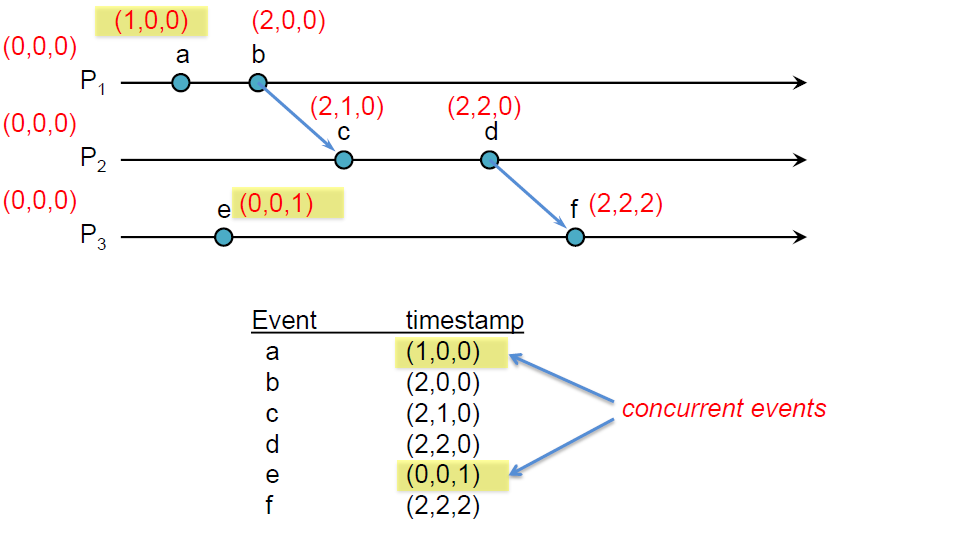 (1,0,0) (2,0,0)
(0,0,0) a b
P1
(2,1,0) (2,2,0)
(0,0,0) c d
P2
(0,0,0) e (0,0,1) f (2,2,2)
P3
Event timestamp
a (1,0,0)
b (2,0,0)
c (2,1,0)
concurrent events
d (2,2,0)
e (0,0,1)
f (2,2,2)